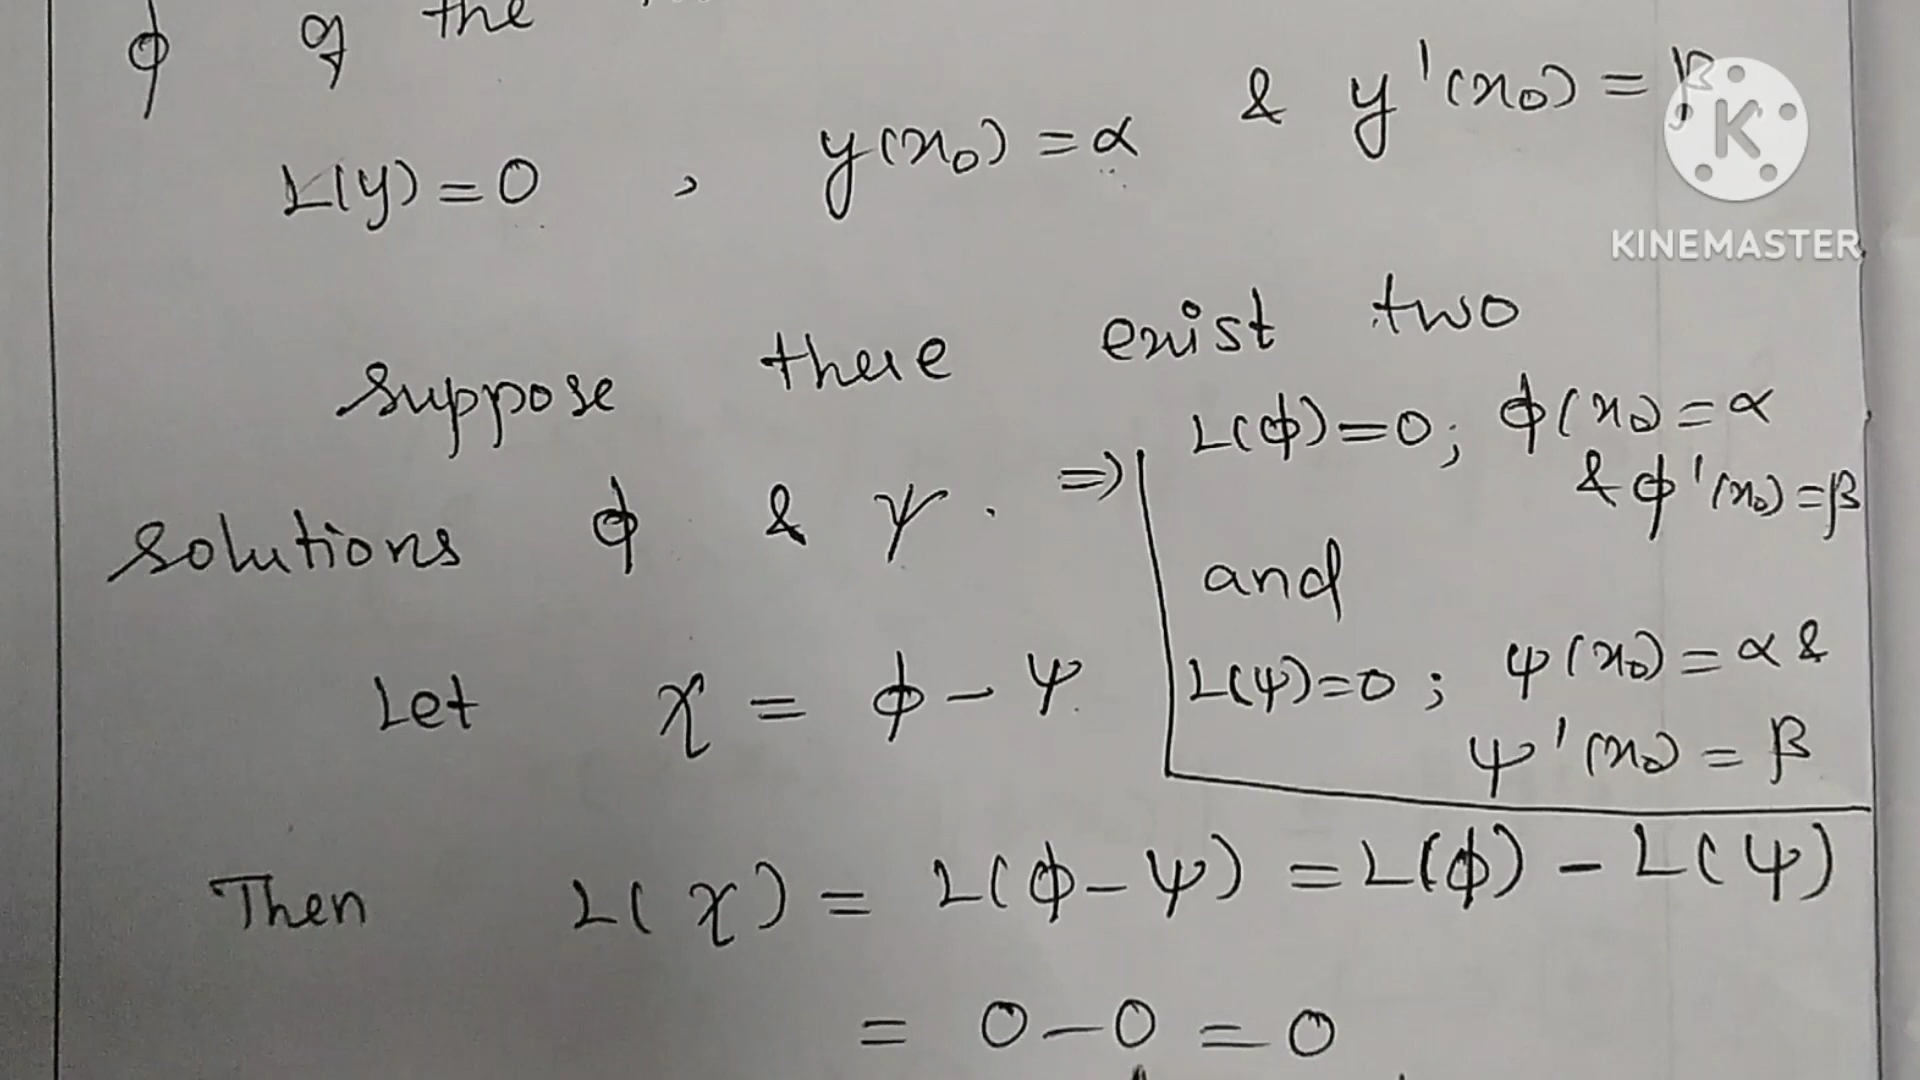 ϕ of the
L(y)=0 , y(x₀)=α & y'(x₀)=β
KINEMASTER
Suppose there exist two
solutions ϕ & ψ. ⇒
L(ϕ)=0; ϕ(x₀)=α
& ϕ'(x₀)=β
and
L(ψ)=0; ψ(x₀)=α &
ψ'(x₀)=β
Let χ = ϕ-ψ
Then L(χ) = L(ϕ-ψ) = L(ϕ) - L(ψ)
= 0-0=0